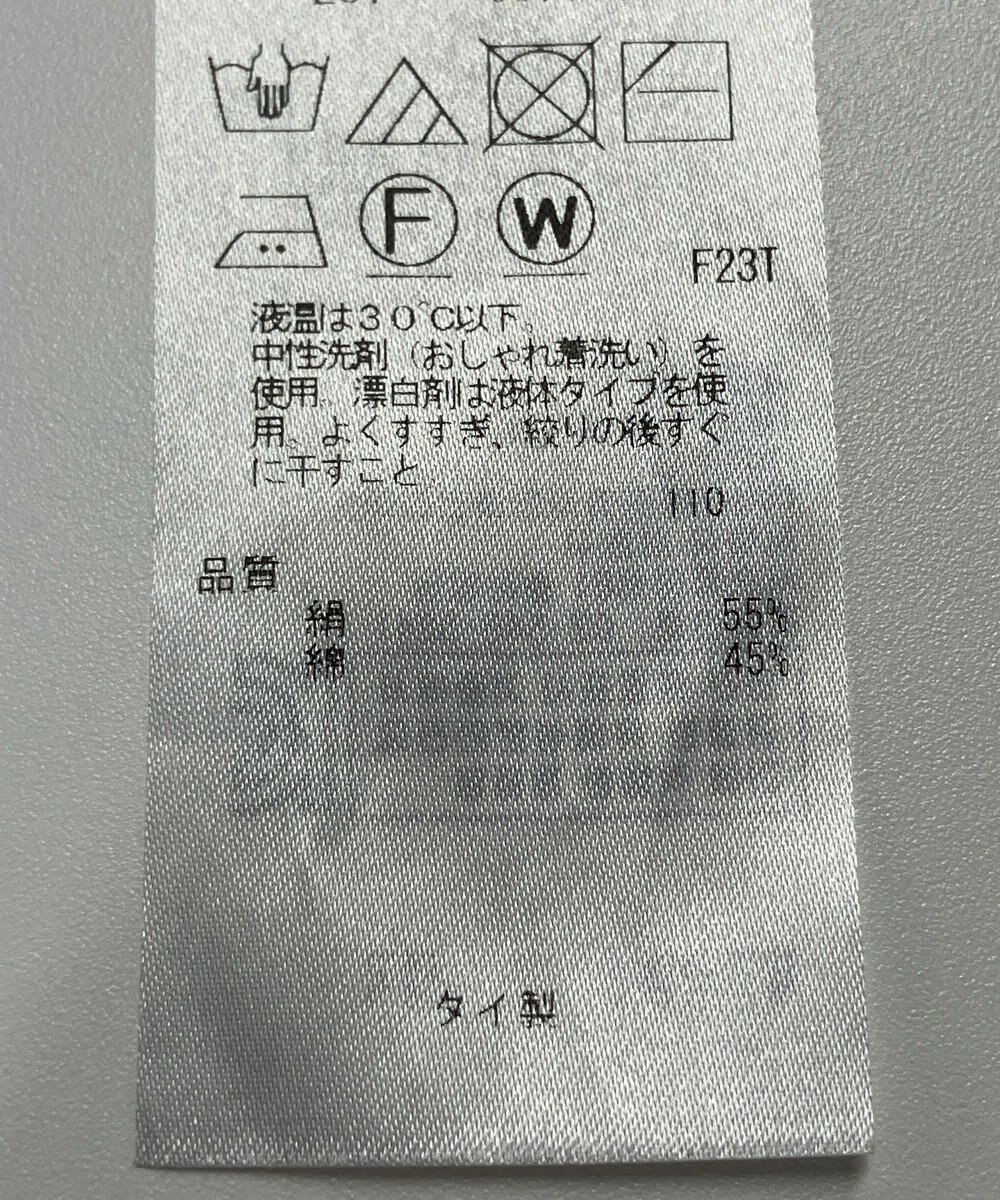 F
W
F23T
液温は30℃以下。
中性洗剤（おしゃれ着洗い）を
使用。漂白剤は液体タイプを使
用。よくすすぎ、絞りの後すぐ
に干すこと
110
品質
絹 55%
綿 45%
タイ製